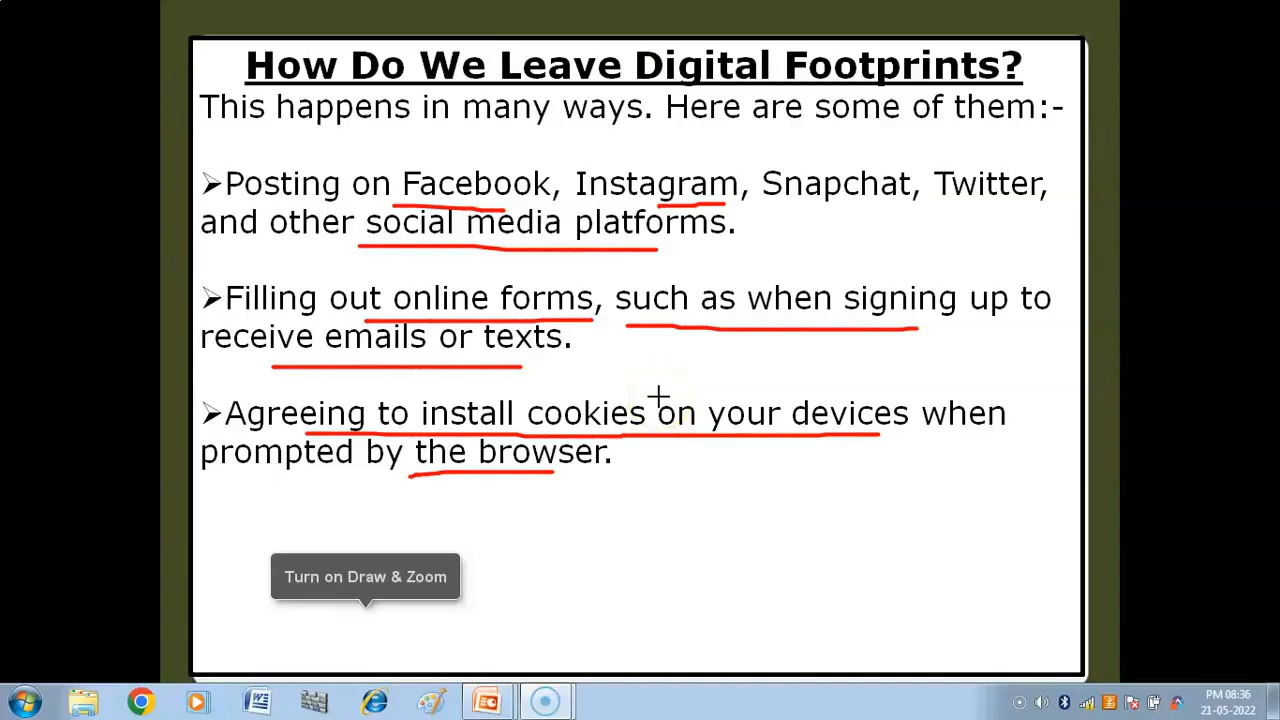 How Do We Leave Digital Footprints?
This happens in many ways. Here are some of them:-
➢Posting on Facebook, Instagram, Snapchat, Twitter,
and other social media platforms.
➢Filling out online forms, such as when signing up to
receive emails or texts.
➢Agreeing to install cookies on your devices when
prompted by the browser.
Turn on Draw & Zoom
PM 08:36
21-05-2022